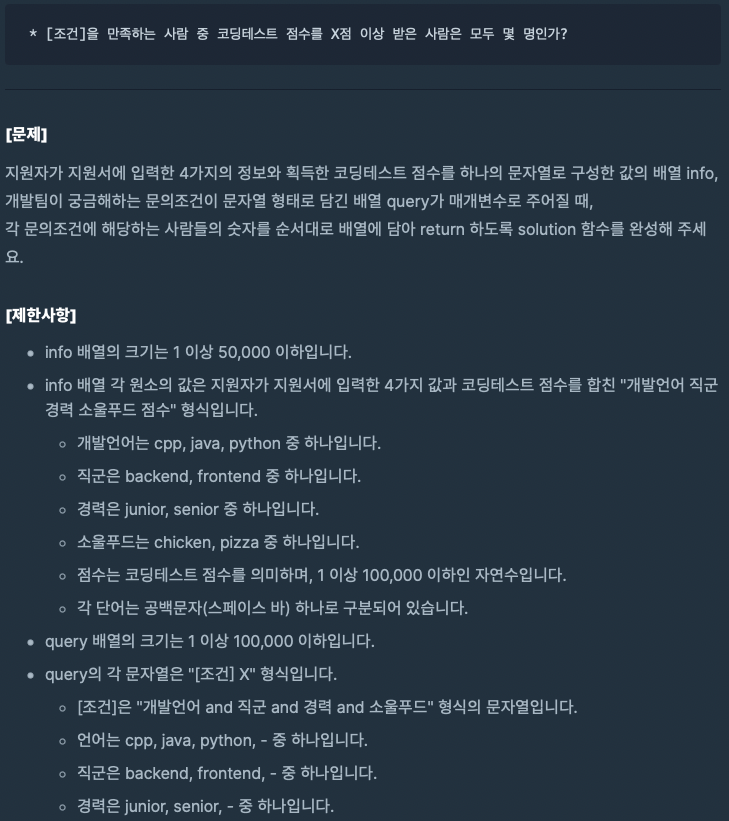 * [조건]을 만족하는 사람 중 코딩테스트 점수를 X점 이상 받은 사람은 모두 몇 명인가?
[문제]
지원자가 지원서에 입력한 4가지의 정보와 획득한 코딩테스트 점수를 하나의 문자열로 구성한 값의 배열 info,
개발팀이 궁금해하는 문의조건이 문자열 형태로 담긴 배열 query가 매개변수로 주어질 때,
각 문의조건에 해당하는 사람들의 숫자를 순서대로 배열에 담아 return 하도록 solution 함수를 완성해 주세
요.
[제한사항]
• info 배열의 크기는 1 이상 50,000 이하입니다.
• info 배열 각 원소의 값은 지원자가 지원서에 입력한 4가지 값과 코딩테스트 점수를 합친 "개발언어 직군
경력 소울푸드 점수" 형식입니다.
◦ 개발언어는 cpp, java, python 중 하나입니다.
◦ 직군은 backend, frontend 중 하나입니다.
◦ 경력은 junior, senior 중 하나입니다.
◦ 소울푸드는 chicken, pizza 중 하나입니다.
◦ 점수는 코딩테스트 점수를 의미하며, 1 이상 100,000 이하인 자연수입니다.
◦ 각 단어는 공백문자(스페이스 바) 하나로 구분되어 있습니다.
• query 배열의 크기는 1 이상 100,000 이하입니다.
• query의 각 문자열은 "[조건] X" 형식입니다.
◦ [조건]은 "개발언어 and 직군 and 경력 and 소울푸드" 형식의 문자열입니다.
◦ 언어는 cpp, java, python, - 중 하나입니다.
◦ 직군은 backend, frontend, - 중 하나입니다.
◦ 경력은 junior, senior, - 중 하나입니다.